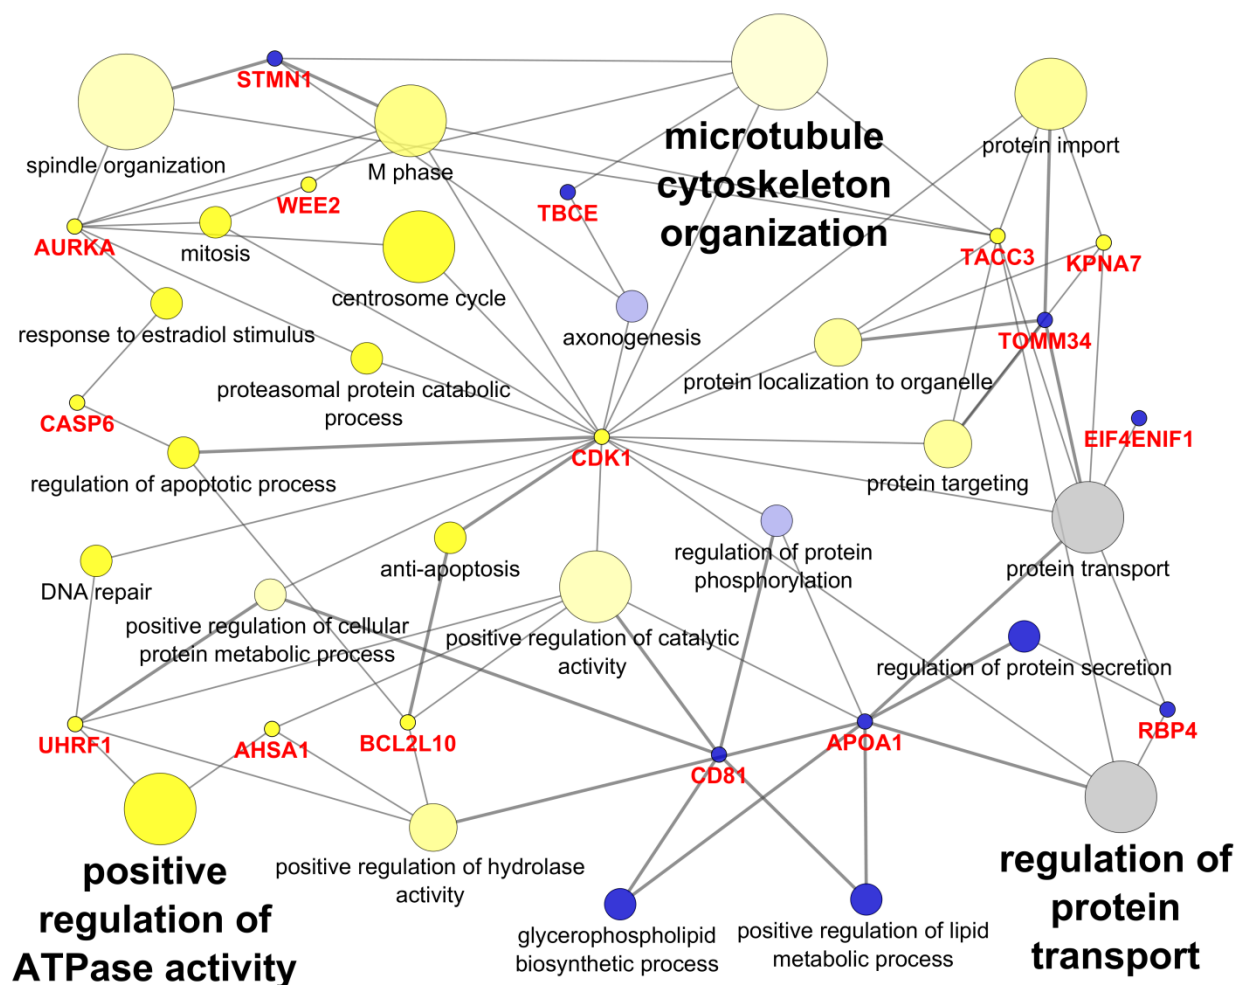 STMN1
spindle organization
M phase
microtubule
cytoskeleton
organization
protein import
WEE2
TBCE
AURKA
mitosis
TACC3
KPNA7
centrosome cycle
response to estradiol stimulus
axonogenesis
TOMM34
proteasomal protein catabolic
process
protein localization to organelle
CASP6
CDK1
EIF4ENIF1
regulation of apoptotic process
protein targeting
anti-apoptosis
regulation of protein
phosphorylation
protein transport
DNA repair
positive regulation of cellular
protein metabolic process
positive regulation of catalytic
activity
regulation of protein secretion
UHRF1
AHSA1
BCL2L10
CD81
APOA1
RBP4
positive
regulation of
ATPase activity
positive regulation of hydrolase
activity
glycerophospholipid
biosynthetic process
positive regulation of lipid
metabolic process
regulation of
protein
transport